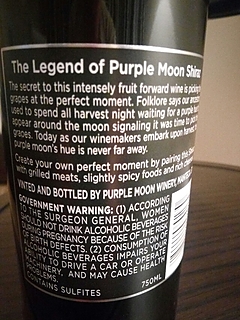 The Legend of Purple Moon Shiraz
The secret to this intensely fruit forward wine is picking
grapes at the perfect moment. Folklore says our
used to spend all harvest night waiting for a purple
appear around the moon signaling it was time to
grapes. Today as our winemakers embark upon harvest
purple moon's hue is never far away.
Create your own perfect moment by pairing this
with grilled meats, slightly spicy foods and rich
VINTED AND BOTTLED BY PURPLE MOON WINERY,
GOVERNMENT WARNING: (1) ACCORDING
TO THE SURGEON GENERAL, WOMEN
SHOULD NOT DRINK ALCOHOLIC BEVERAGES
DURING PREGNANCY BECAUSE OF THE RISK
OF BIRTH DEFECTS. (2) CONSUMPTION OF
ALCOHOLIC BEVERAGES IMPAIRS YOUR
ABILITY TO DRIVE A CAR OR OPERATE
MACHINERY, AND MAY CAUSE HEALTH
PROBLEMS
CONTAINS SULFITES
750ML